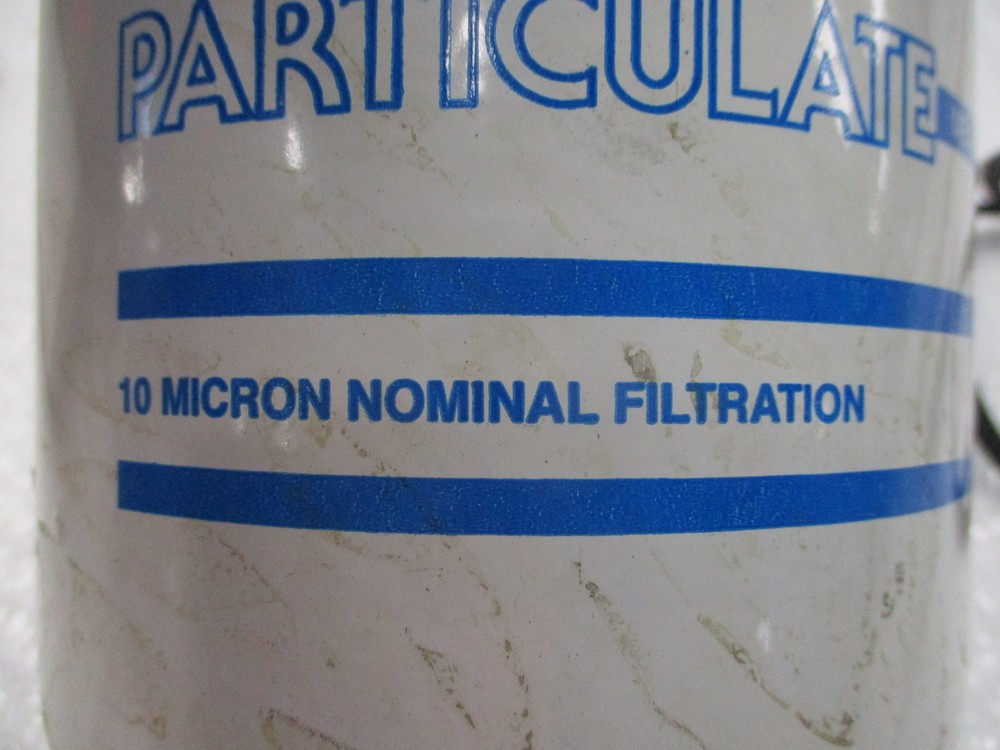 PARTICULATE
10 MICRON NOMINAL FILTRATION